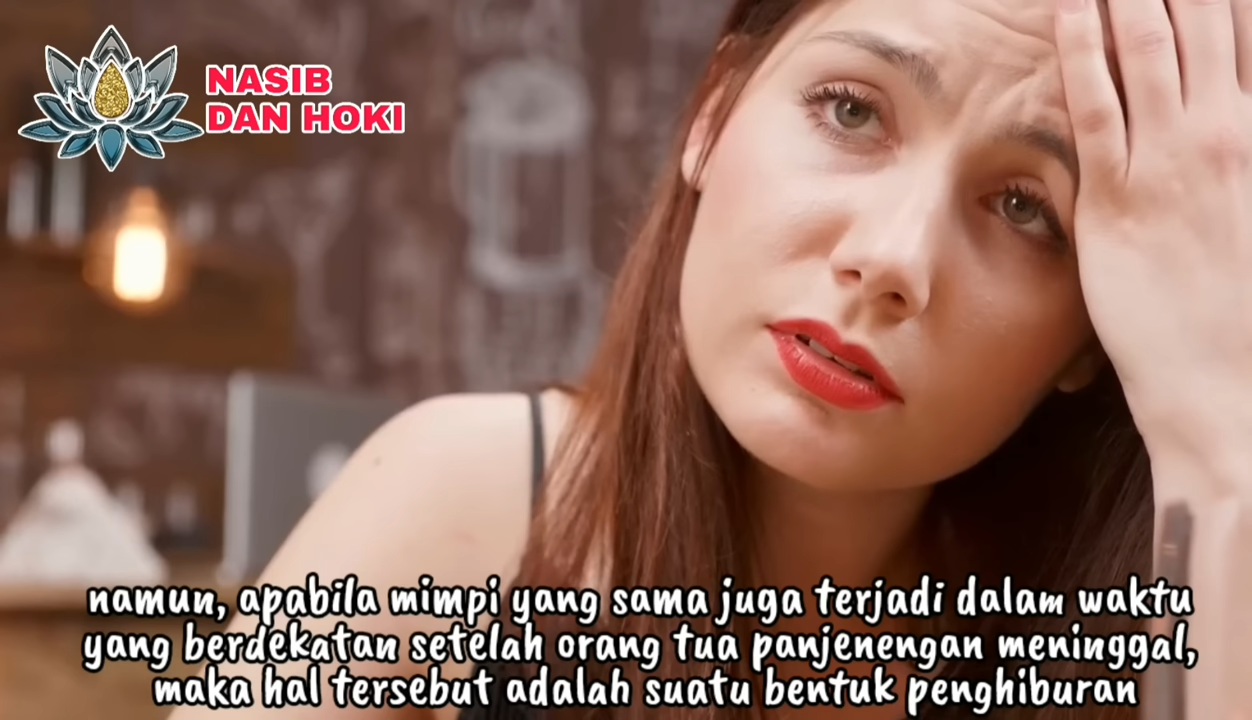 NASIB
DAN HOKI
namun, apabila mimpi yang sama juga terjadi dalam waktu
yang berdekatan setelah orang tua panjenengan meninggal,
maka hal tersebut adalah suatu bentuk penghiburan